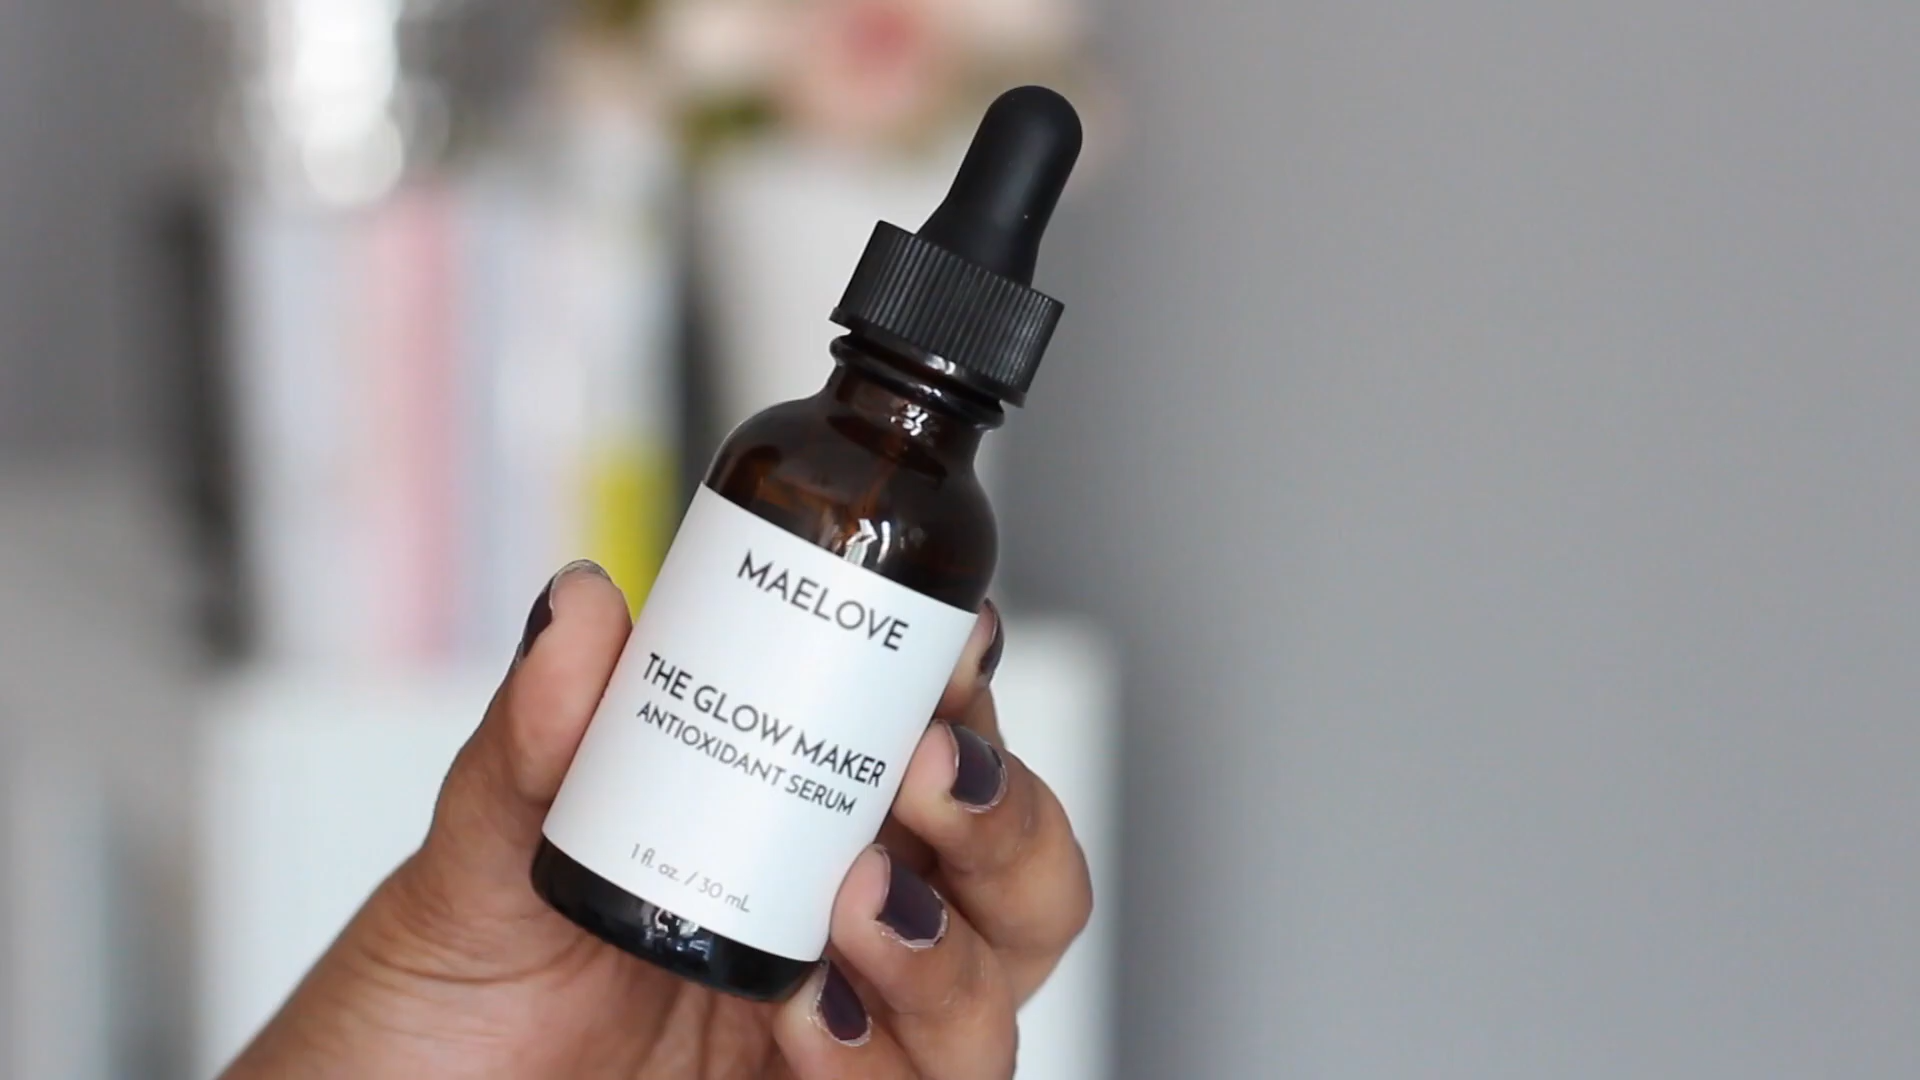 MAELOVE
THE GLOW MAKER
ANTIOXIDANT SERUM
1 fl. oz. / 30 mL